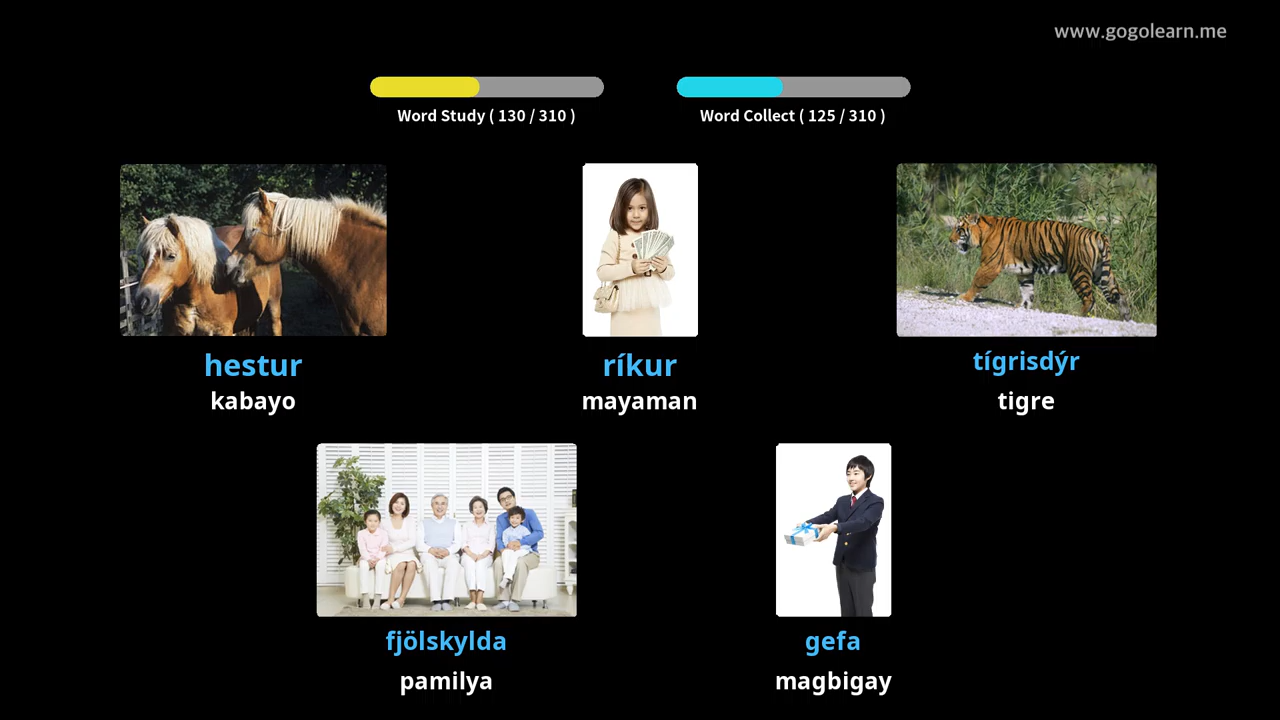 www.gogolearn.me
Word Study ( 130 / 310 )
Word Collect ( 125 / 310 )
hestur
kabayo
ríkur
mayaman
tígrisdýr
tigre
fjölskylda
pamilya
gefa
magbigay